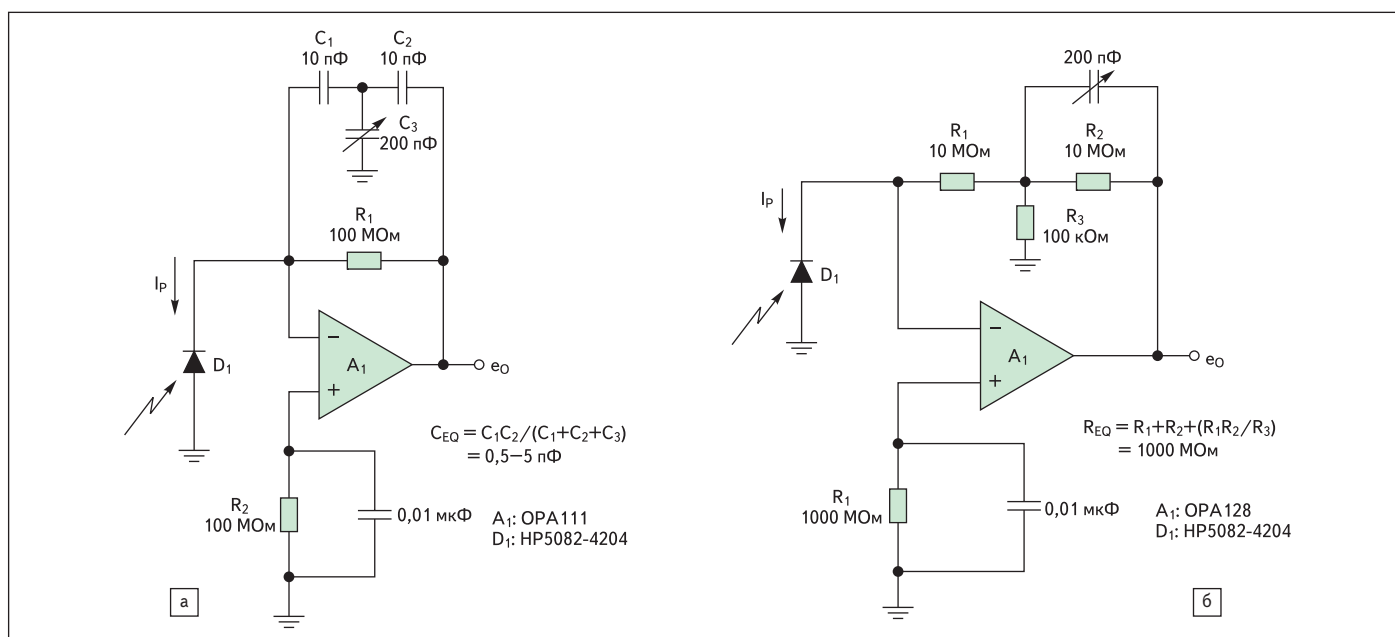 C1
10 пФ
C2
10 пФ
C3
200 пФ
R1
100 МОм
IP
D1
−
A1
+
eO
CEQ = C1C2/(C1+C2+C3)
= 0,5–5 пФ
R2
100 МОм
0,01 мкФ
A1: OPA111
D1: HP5082-4204
а
200 пФ
R1
10 МОм
R2
10 МОм
IP
R3
100 кОм
D1
−
A1
+
eO
REQ = R1+R2+(R1R2/R3)
= 1000 МОм
R1
1000 МОм
0,01 мкФ
A1: OPA128
D1: HP5082-4204
б